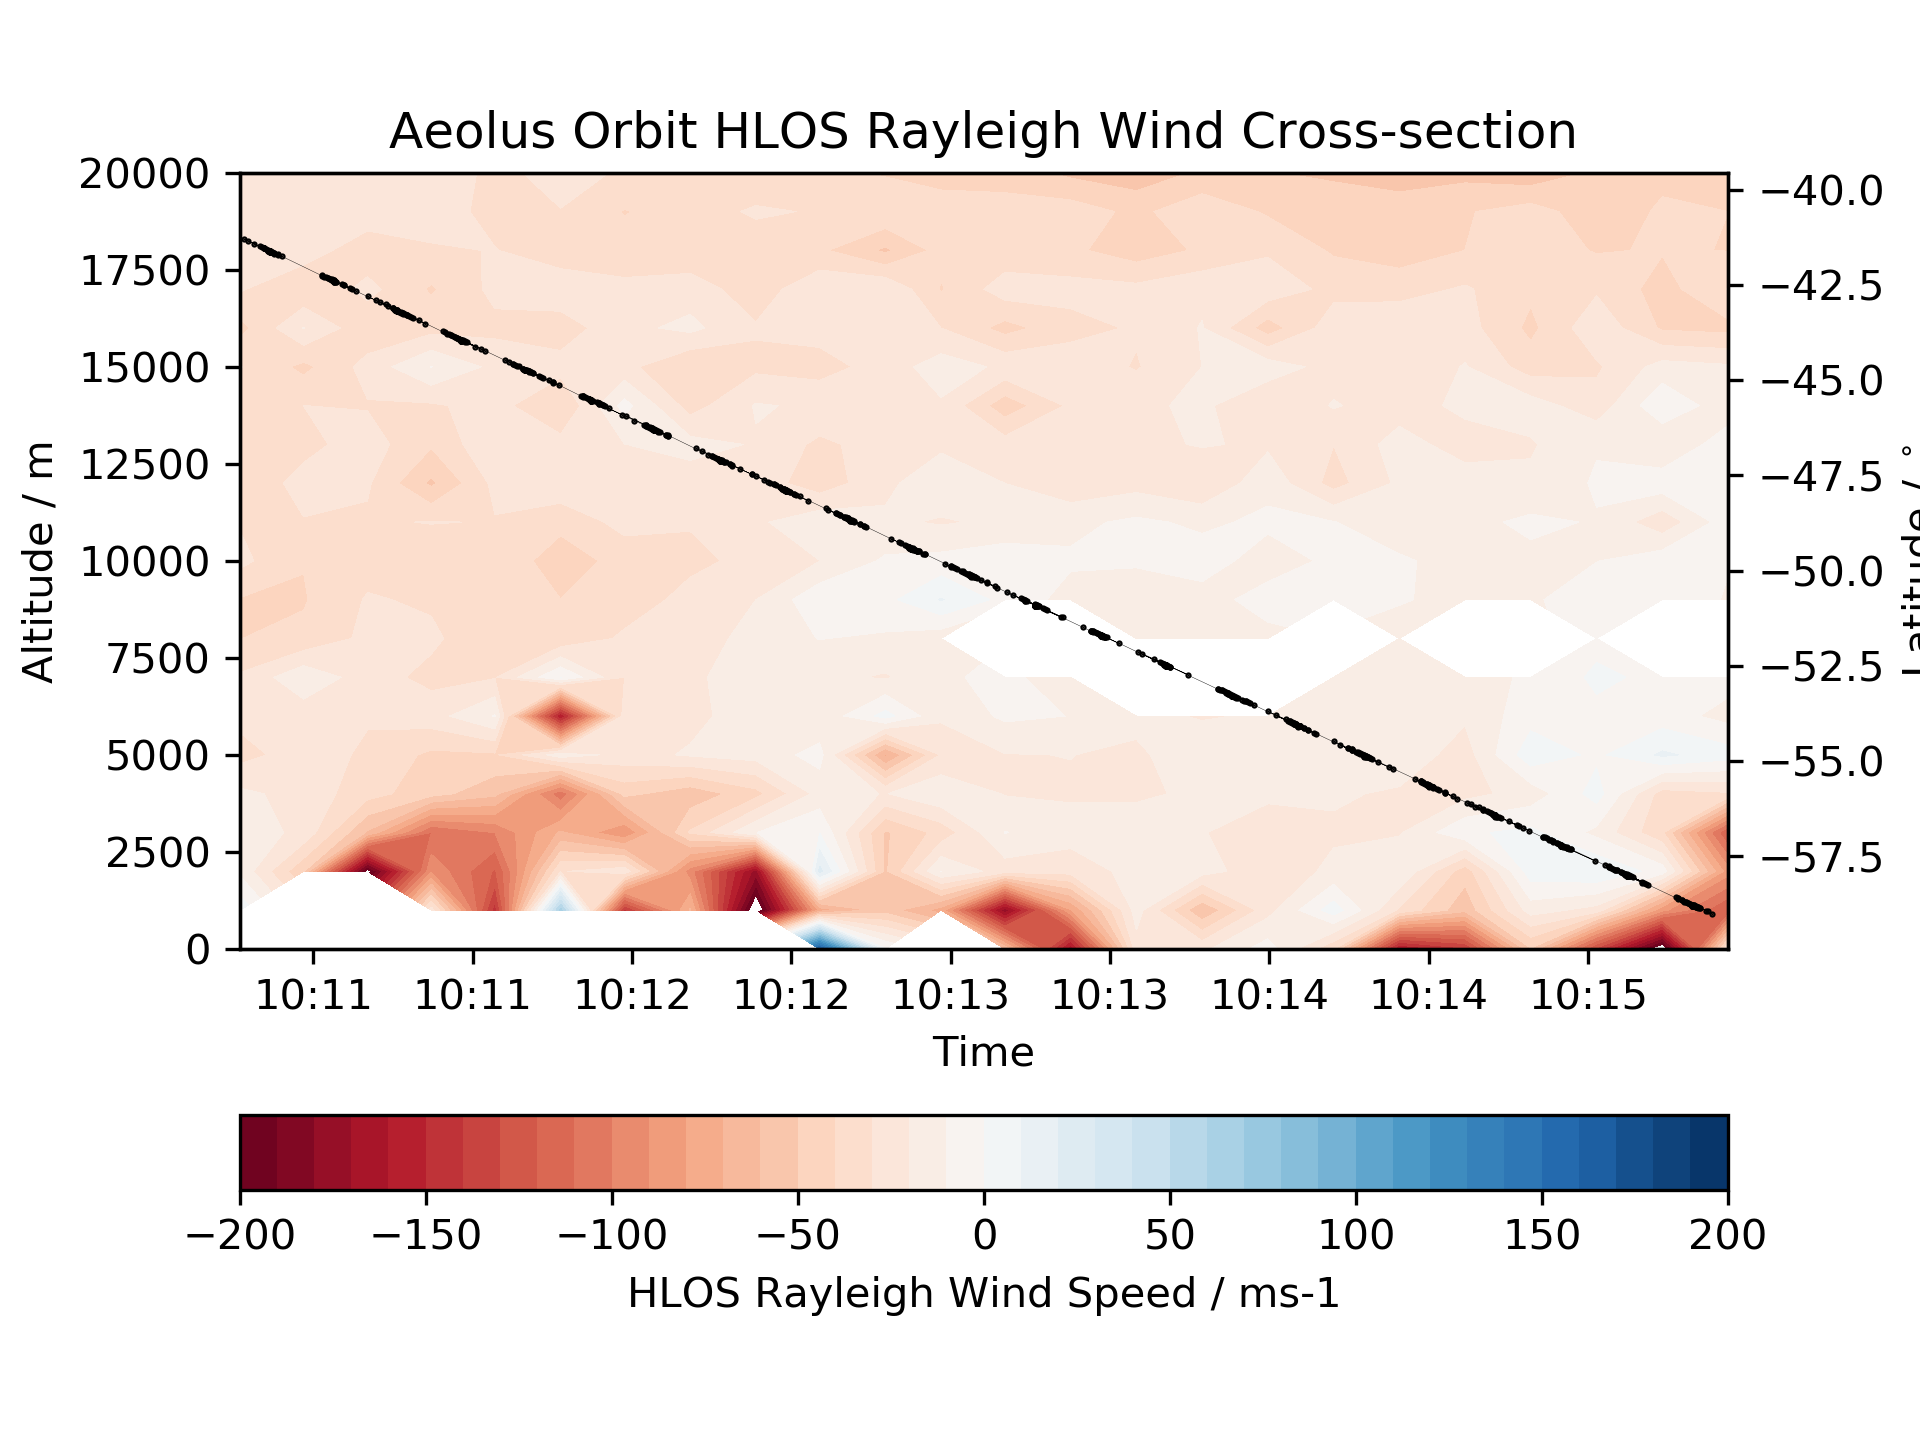 Aeolus Orbit HLOS Rayleigh Wind Cross-section
20000
17500
15000
12500
10000
7500
5000
2500
0
Altitude / m
−40.0
−42.5
−45.0
−47.5
−50.0
−52.5
−55.0
−57.5
Latitude / °
10:11 10:11 10:12 10:12 10:13 10:13 10:14 10:14 10:15
Time
−200 −150 −100 −50 0 50 100 150 200
HLOS Rayleigh Wind Speed / ms-1